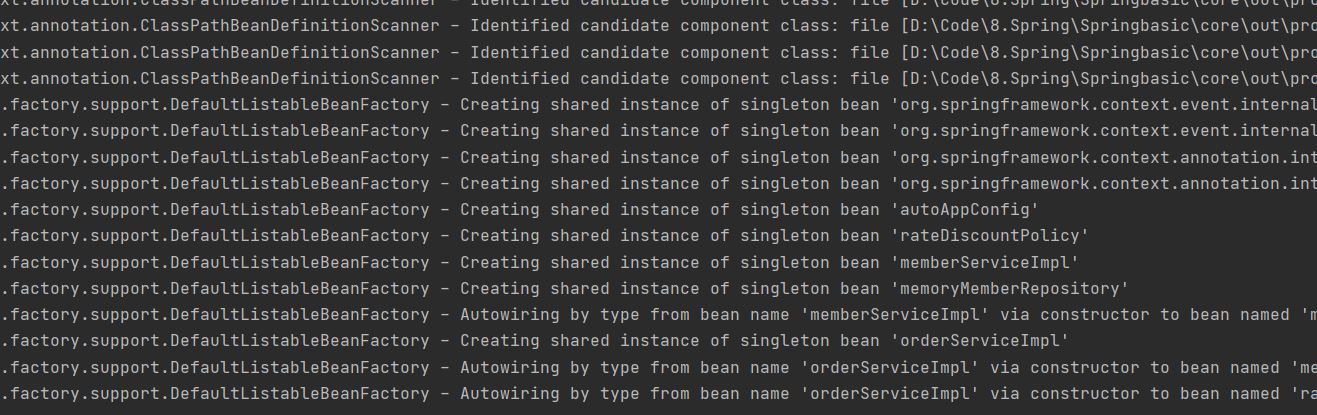 xt.annotation.ClassPathBeanDefinitionScanner - Identified candidate component class: file [D:\Code\8.Spring\Springbasic\core\out\pro
xt.annotation.ClassPathBeanDefinitionScanner - Identified candidate component class: file [D:\Code\8.Spring\Springbasic\core\out\pro
xt.annotation.ClassPathBeanDefinitionScanner - Identified candidate component class: file [D:\Code\8.Spring\Springbasic\core\out\pro
xt.annotation.ClassPathBeanDefinitionScanner - Identified candidate component class: file [D:\Code\8.Spring\Springbasic\core\out\pro
.factory.support.DefaultListableBeanFactory - Creating shared instance of singleton bean 'org.springframework.context.event.internal
.factory.support.DefaultListableBeanFactory - Creating shared instance of singleton bean 'org.springframework.context.event.internal
.factory.support.DefaultListableBeanFactory - Creating shared instance of singleton bean 'org.springframework.context.annotation.int
.factory.support.DefaultListableBeanFactory - Creating shared instance of singleton bean 'org.springframework.context.annotation.int
.factory.support.DefaultListableBeanFactory - Creating shared instance of singleton bean 'autoAppConfig'
.factory.support.DefaultListableBeanFactory - Creating shared instance of singleton bean 'rateDiscountPolicy'
.factory.support.DefaultListableBeanFactory - Creating shared instance of singleton bean 'memberServiceImpl'
.factory.support.DefaultListableBeanFactory - Creating shared instance of singleton bean 'memoryMemberRepository'
.factory.support.DefaultListableBeanFactory - Autowiring by type from bean name 'memberServiceImpl' via constructor to bean named 'm
.factory.support.DefaultListableBeanFactory - Creating shared instance of singleton bean 'orderServiceImpl'
.factory.support.DefaultListableBeanFactory - Autowiring by type from bean name 'orderServiceImpl' via constructor to bean named 'me
.factory.support.DefaultListableBeanFactory - Autowiring by type from bean name 'orderServiceImpl' via constructor to bean named 'ra